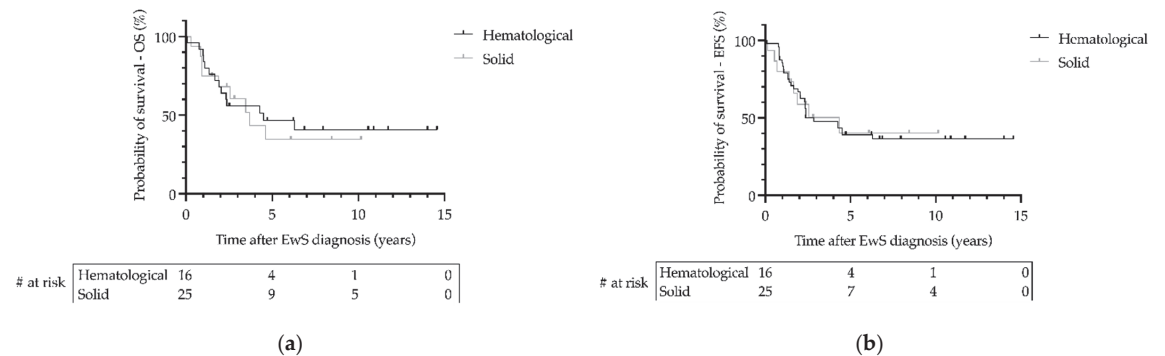 Probability of survival - OS (%)
100
50
0
0 5 10 15
Time after EwS diagnosis (years)
Hematological
Solid
# at risk
Hematological 16 4 1 0
Solid 25 9 5 0
(a)
Probability of survival - EFS (%)
100
50
0
0 5 10 15
Time after EwS diagnosis (years)
Hematological
Solid
# at risk
Hematological 16 4 1 0
Solid 25 7 4 0
(b)